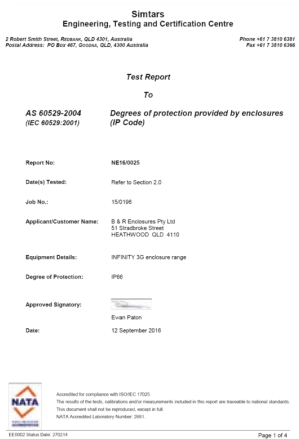 Simtars
Engineering, Testing and Certification Centre
2 Robert Smith Street, REDBANK, QLD 4301, Australia Phone +61 7 3810 6381
Postal Address: PO Box 467, GOODNA, QLD, 4300 Australia Fax +61 7 3810 6366
Test Report
To
AS 60529-2004 Degrees of protection provided by enclosures
(IEC 60529:2001) (IP Code)
Report No: NE16/0025
Date(s) Tested: Refer to Section 2.0
Job No.: 15/0198
Applicant/Customer Name: B & R Enclosures Pty Ltd
51 Stradbroke Street
HEATHWOOD QLD 4110
Equipment Details: INFINITY 3G enclosure range
Degree of Protection: IP66
Approved Signatory:
Ewan Paton
Date: 12 September 2016
NATA
Accredited for compliance with ISO/IEC 17025
The results of the tests, calibrations and/or measurements included in this report are traceable to national standards.
This document shall not be reproduced, except in full.
NATA Accredited Laboratory Number: 2661.
EE0002 Status Date: 270214 Page 1 of 4